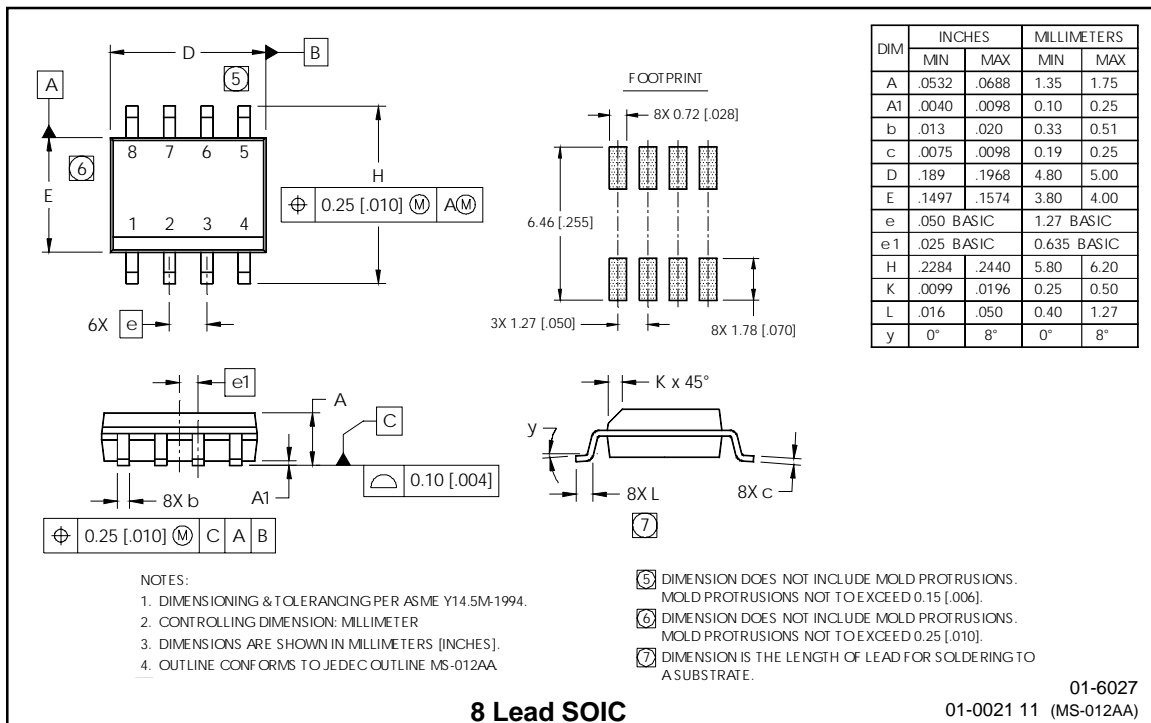 D
B
A
5
8 7 6 5
E
6
H
⌖ 0.25 [.010] Ⓜ AⓂ
1 2 3 4
6X e
FOOTPRINT
8X 0.72 [.028]
6.46 [.255]
3X 1.27 [.050]
8X 1.78 [.070]
DIM INCHES MILLIMETERS
MIN MAX MIN MAX
A .0532 .0688 1.35 1.75
A1 .0040 .0098 0.10 0.25
b .013 .020 0.33 0.51
c .0075 .0098 0.19 0.25
D .189 .1968 4.80 5.00
E .1497 .1574 3.80 4.00
e .050 BASIC 1.27 BASIC
e1 .025 BASIC 0.635 BASIC
H .2284 .2440 5.80 6.20
K .0099 .0196 0.25 0.50
L .016 .050 0.40 1.27
y 0° 8° 0° 8°
e1
A
C
⌓ 0.10 [.004]
A1
8X b
⌖ 0.25 [.010] Ⓜ C A B
K x 45°
y
8X L
8X c
7
NOTES:
1. DIMENSIONING & TOLERANCING PER ASME Y14.5M-1994.
2. CONTROLLING DIMENSION: MILLIMETER
3. DIMENSIONS ARE SHOWN IN MILLIMETERS [INCHES].
4. OUTLINE CONFORMS TO JEDEC OUTLINE MS-012AA.
5 DIMENSION DOES NOT INCLUDE MOLD PROTRUSIONS.
MOLD PROTRUSIONS NOT TO EXCEED 0.15 [.006].
6 DIMENSION DOES NOT INCLUDE MOLD PROTRUSIONS.
MOLD PROTRUSIONS NOT TO EXCEED 0.25 [.010].
7 DIMENSION IS THE LENGTH OF LEAD FOR SOLDERING TO
A SUBSTRATE.
8 Lead SOIC
01-6027
01-0021 11 (MS-012AA)